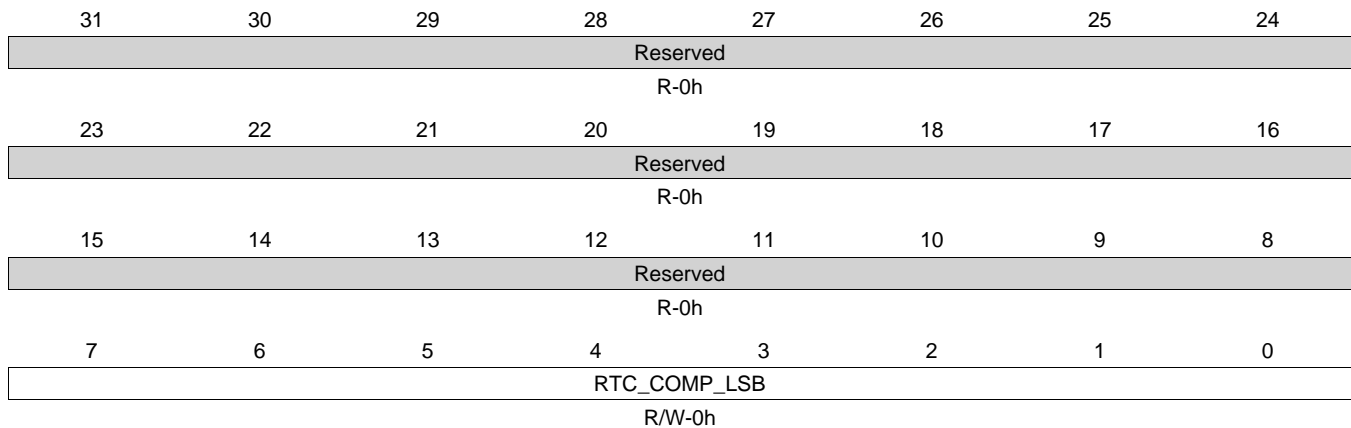 31 30 29 28 27 26 25 24
Reserved
R-0h
23 22 21 20 19 18 17 16
Reserved
R-0h
15 14 13 12 11 10 9 8
Reserved
R-0h
7 6 5 4 3 2 1 0
RTC_COMP_LSB
R/W-0h